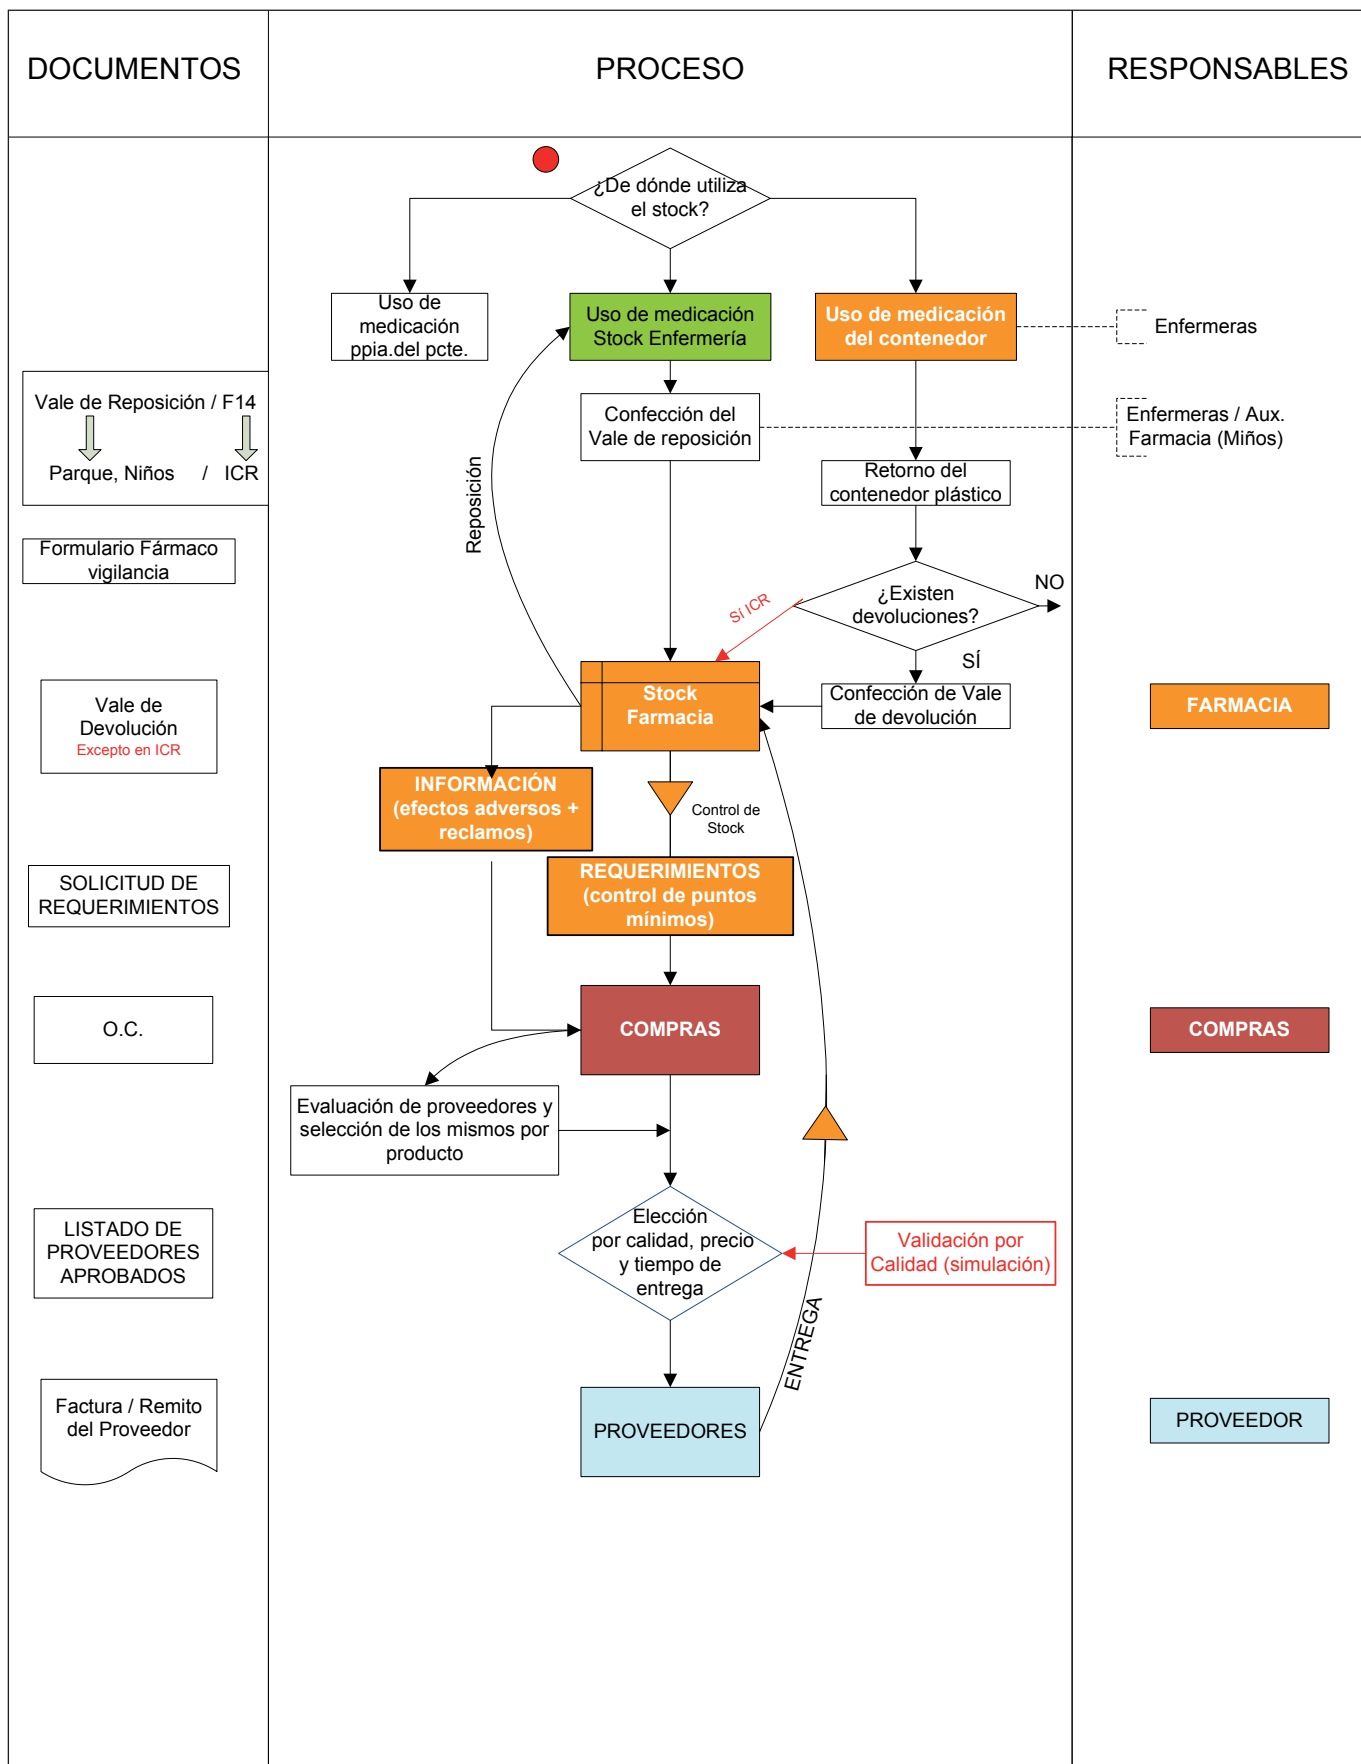 DOCUMENTOS
PROCESO
RESPONSABLES
¿De dónde utiliza
el stock?
Uso de
medicación
ppia.del pcte.
Uso de medicación
Stock Enfermería
Uso de medicación
del contenedor
Enfermeras
Vale de Reposición / F14
Parque, Niños / ICR
Confección del
Vale de reposición
Enfermeras / Aux.
Farmacia (Miños)
Reposición
Retorno del
contenedor plástico
Formulario Fármaco
vigilancia
¿Existen
devoluciones?
NO
Sí ICR
SÍ
Vale de
Devolución
Excepto en ICR
Stock
Farmacia
Confección de Vale
de devolución
FARMACIA
INFORMACIÓN
(efectos adversos +
reclamos)
Control de
Stock
SOLICITUD DE
REQUERIMIENTOS
REQUERIMIENTOS
(control de puntos
mínimos)
O.C.
COMPRAS
COMPRAS
Evaluación de proveedores y
selección de los mismos por
producto
LISTADO DE
PROVEEDORES
APROBADOS
Elección
por calidad, precio
y tiempo de
entrega
Validación por
Calidad (simulación)
ENTREGA
Factura / Remito
del Proveedor
PROVEEDORES
PROVEEDOR